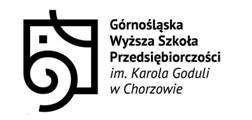 Górnośląska
Wyższa Szkoła
Przedsiębiorczości
im. Karola Goduli
w Chorzowie